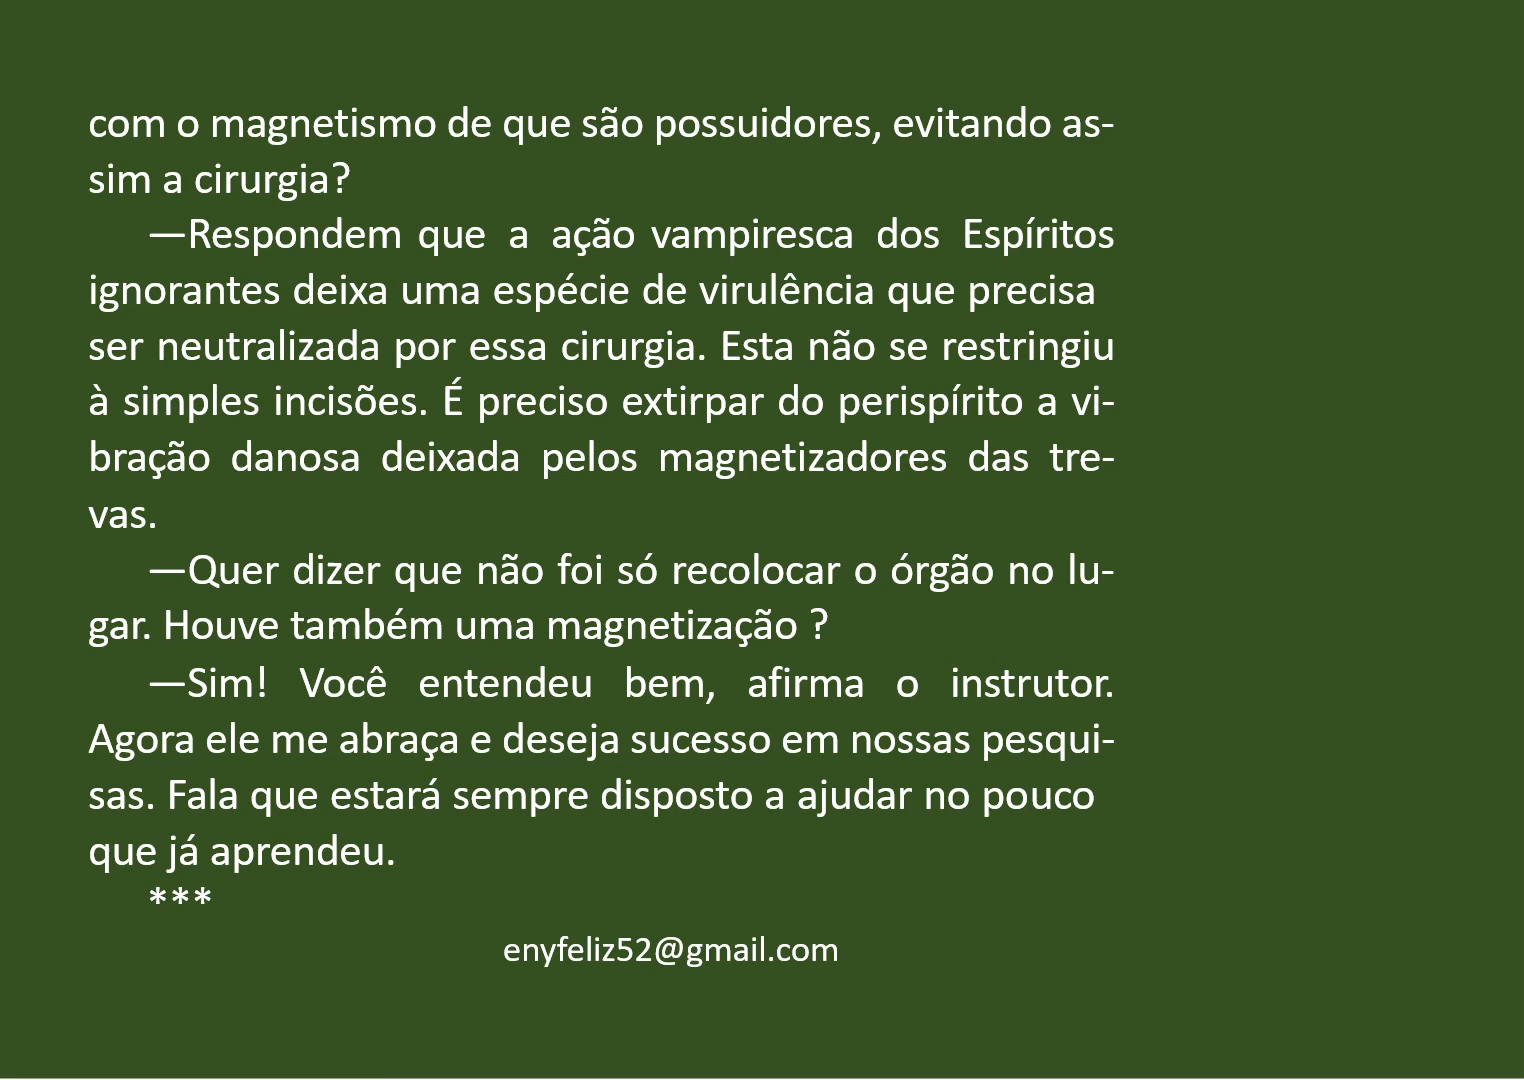 com o magnetismo de que são possuidores, evitando as-
sim a cirurgia?
—Respondem que a ação vampiresca dos Espíritos
ignorantes deixa uma espécie de virulência que precisa
ser neutralizada por essa cirurgia. Esta não se restringiu
à simples incisões. É preciso extirpar do perispírito a vi-
bração danosa deixada pelos magnetizadores das tre-
vas.
—Quer dizer que não foi só recolocar o órgão no lu-
gar. Houve também uma magnetização ?
—Sim! Você entendeu bem, afirma o instrutor.
Agora ele me abraça e deseja sucesso em nossas pesqui-
sas. Fala que estará sempre disposto a ajudar no pouco
que já aprendeu.
***
enyfeliz52@gmail.com